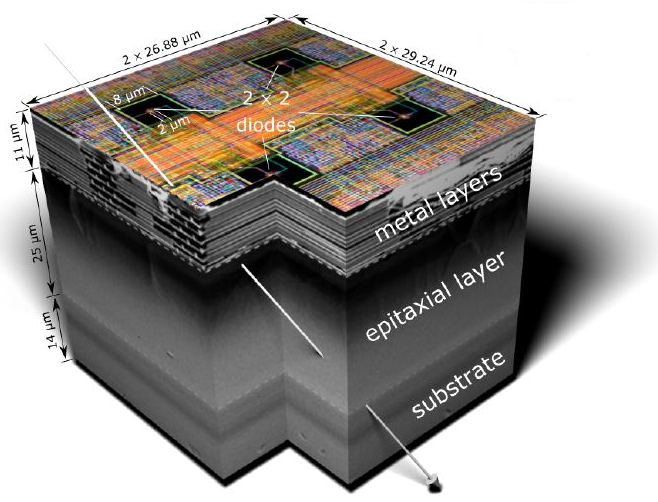 2 × 26.88 µm
2 × 29.24 µm
8 µm
2 × 2
2 µm
diodes
11 µm
metal layers
25 µm
epitaxial layer
14 µm
substrate